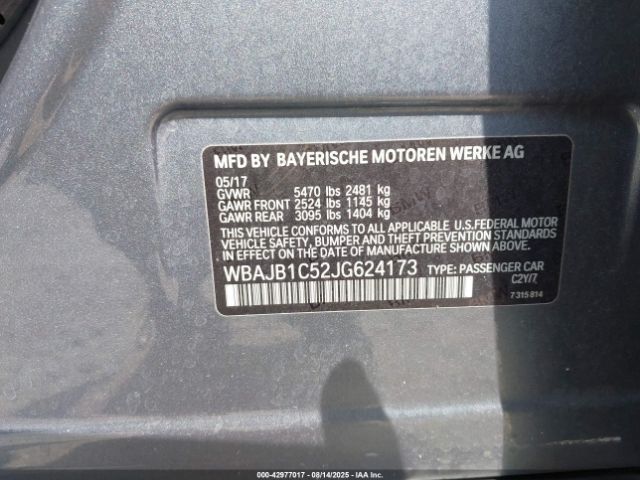 MFD BY BAYERISCHE MOTOREN WERKE AG
05/17
GVWR 5470 lbs 2481 kg
GAWR FRONT 2524 lbs 1145 kg
GAWR REAR 3095 lbs 1404 kg
THIS VEHICLE CONFORMS TO ALL APPLICABLE U.S.FEDERAL MOTOR
VEHICLE SAFETY, BUMPER, AND THEFT PREVENTION STANDARDS
IN EFFECT ON THE DATE OF MANUFACTURE SHOWN ABOVE.
WBAJB1C52JG624173 TYPE: PASSENGER CAR
C2Y/7
7315814
000-42977017 - 08/14/2025 - IAA Inc.